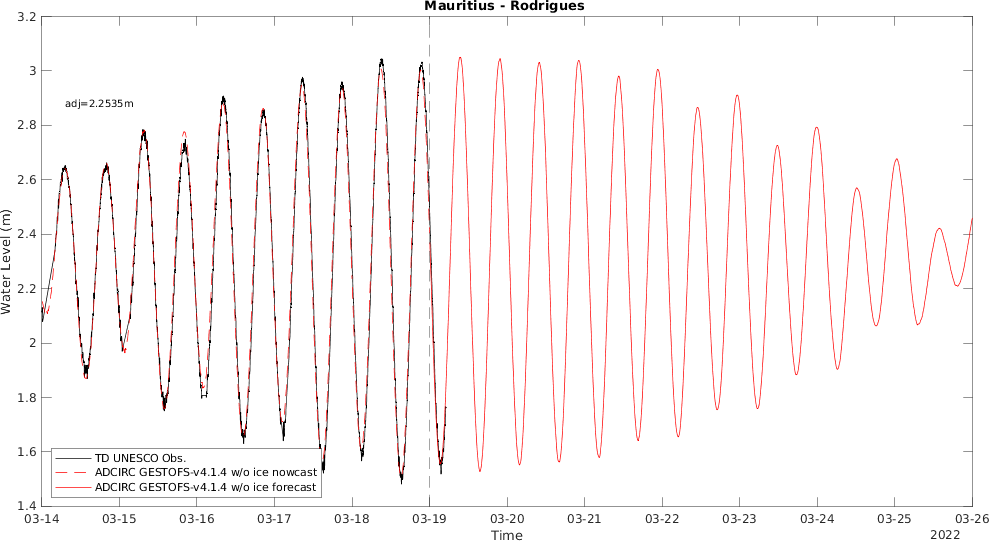 Mauritius - Rodrigues
3.2
3
2.8
2.6
2.4
2.2
2
1.8
1.6
1.4
Water Level (m)
adj=2.2535m
TD UNESCO Obs.
ADCIRC GESTOFS-v4.1.4 w/o ice nowcast
ADCIRC GESTOFS-v4.1.4 w/o ice forecast
03-14 03-15 03-16 03-17 03-18 03-19 03-20 03-21 03-22 03-23 03-24 03-25 03-26
Time
2022